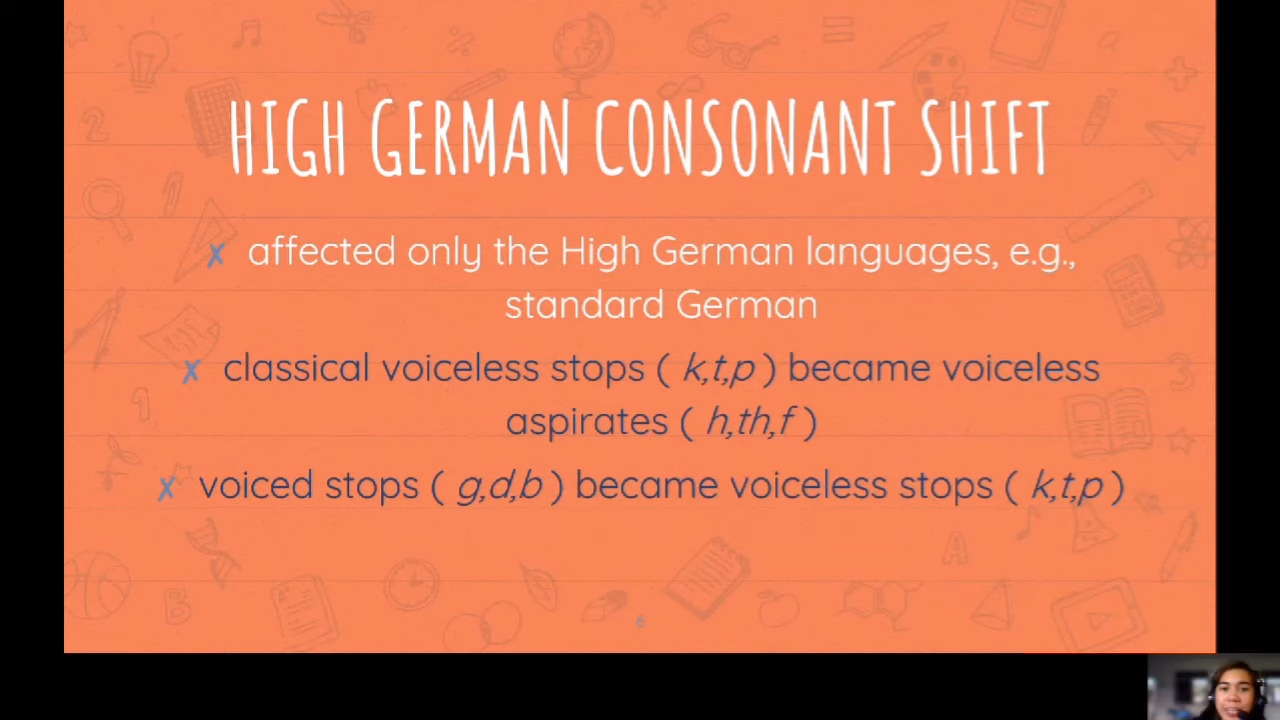 HIGH GERMAN CONSONANT SHIFT
✗ affected only the High German languages, e.g.,
standard German
✗ classical voiceless stops ( k,t,p ) became voiceless
aspirates ( h,th,f )
✗ voiced stops ( g,d,b ) became voiceless stops ( k,t,p )
6